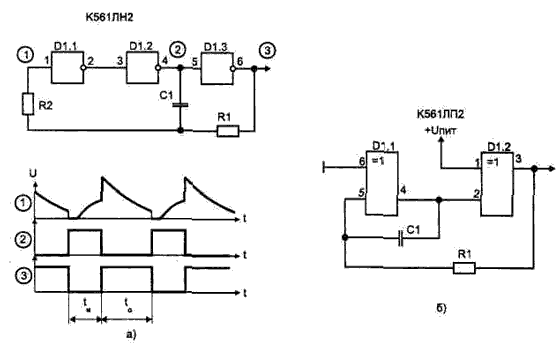 К561ЛН2
1 D1.1 D1.2 2 D1.3 3
1 2 3 4 5 6
R2 C1 R1
U
1 t
2 t
3 t
tи to
а)
К561ЛП2
+Uпит
D1.1 D1.2
6 =1 1 =1 3
5 4 2
C1
R1
б)